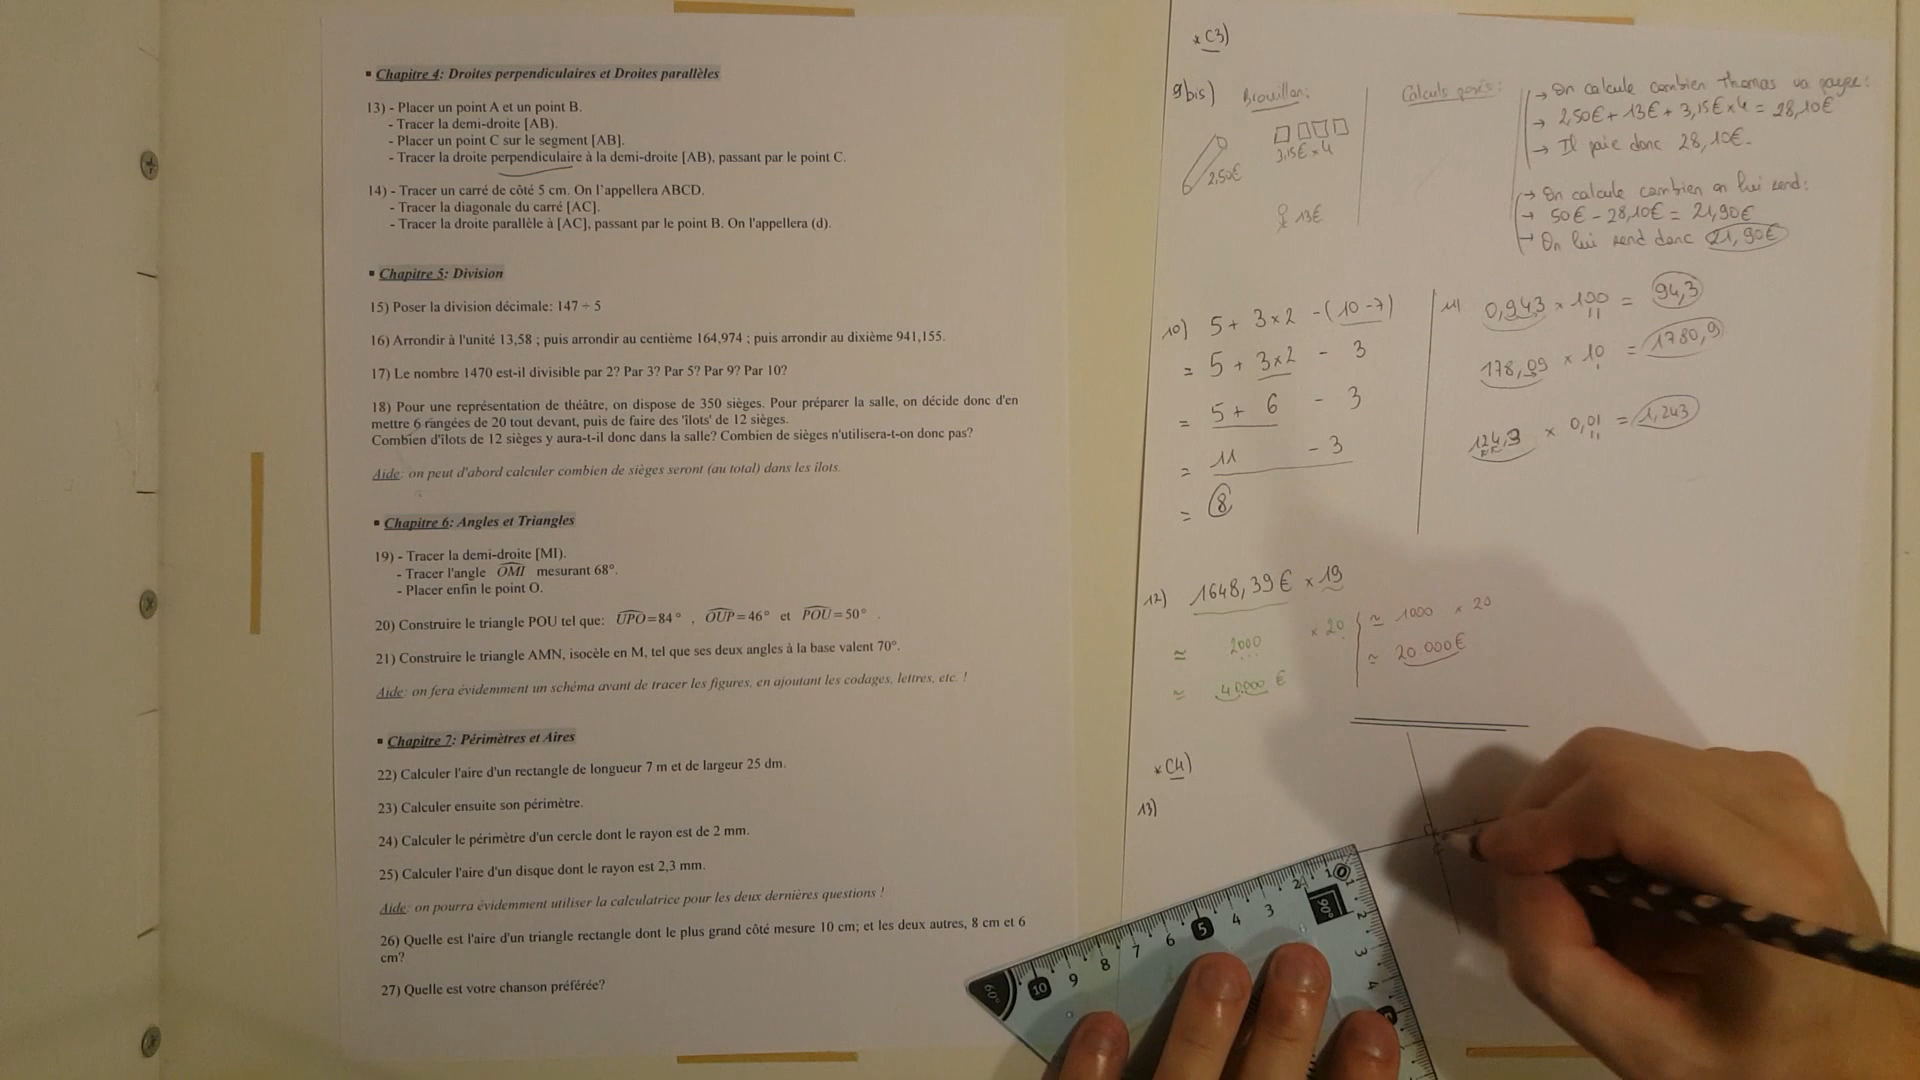 ▪ Chapitre 4: Droites perpendiculaires et Droites parallèles
13) - Placer un point A et un point B.
- Tracer la demi-droite [AB).
- Placer un point C sur le segment [AB].
- Tracer la droite perpendiculaire à la demi-droite [AB), passant par le point C.
14) - Tracer un carré de côté 5 cm. On l'appellera ABCD.
- Tracer la diagonale du carré [AC].
- Tracer la droite parallèle à [AC], passant par le point B. On l'appellera (d).
▪ Chapitre 5: Division
15) Poser la division décimale: 147 ÷ 5
16) Arrondir à l'unité 13,58 ; puis arrondir au centième 164,974 ; puis arrondir au dixième 941,155.
17) Le nombre 1470 est-il divisible par 2? Par 3? Par 5? Par 9? Par 10?
18) Pour une représentation de théâtre, on dispose de 350 sièges. Pour préparer la salle, on décide donc d'en
mettre 6 rangées de 20 tout devant, puis de faire des 'îlots' de 12 sièges.
Combien d'îlots de 12 sièges y aura-t-il donc dans la salle? Combien de sièges n'utilisera-t-on donc pas?
Aide: on peut d'abord calculer combien de sièges seront (au total) dans les îlots.
▪ Chapitre 6: Angles et Triangles
19) - Tracer la demi-droite [MI).
- Tracer l'angle OMI mesurant 68°.
- Placer enfin le point O.
20) Construire le triangle POU tel que: UPO=84° , OUP=46° et POU=50° .
21) Construire le triangle AMN, isocèle en M, tel que ses deux angles à la base valent 70°.
Aide: on fera évidemment un schéma avant de tracer les figures, en ajoutant les codages, lettres, etc. !
▪ Chapitre 7: Périmètres et Aires
22) Calculer l'aire d'un rectangle de longueur 7 m et de largeur 25 dm.
23) Calculer ensuite son périmètre.
24) Calculer le périmètre d'un cercle dont le rayon est de 2 mm.
25) Calculer l'aire d'un disque dont le rayon est 2,3 mm.
Aide: on pourra évidemment utiliser la calculatrice pour les deux dernières questions !
26) Quelle est l'aire d'un triangle rectangle dont le plus grand côté mesure 10 cm; et les deux autres, 8 cm et 6
cm?
27) Quelle est votre chanson préférée?
* C3)
9bis) Brouillon:
2,50€
3,15€ × 4
13€
Calculs posés:
→ On calcule combien Thomas va payer:
→ 2,50€ + 13€ + 3,15€ × 4 = 28,10€
→ Il paie donc 28,10€.
→ On calcule combien on lui rend:
→ 50€ - 28,10€ = 21,90€
→ On lui rend donc 21,90€
10) 5 + 3×2 - (10-7)
= 5 + 3×2 - 3
= 5 + 6 - 3
= 11 - 3
= 8
11) 0,943 × 100 = 94,3
178,09 × 10 = 1780,9
124,3 × 0,01 = 1,243
12) 1648,39€ × 19
≈ 2000 × 20
≈ 40.000 €
≈ 1000 × 20
≈ 20.000€
* C4)
13)
10 9 8 7 6 5 4 3 2 1 0
1 2 3 4
90°
60°